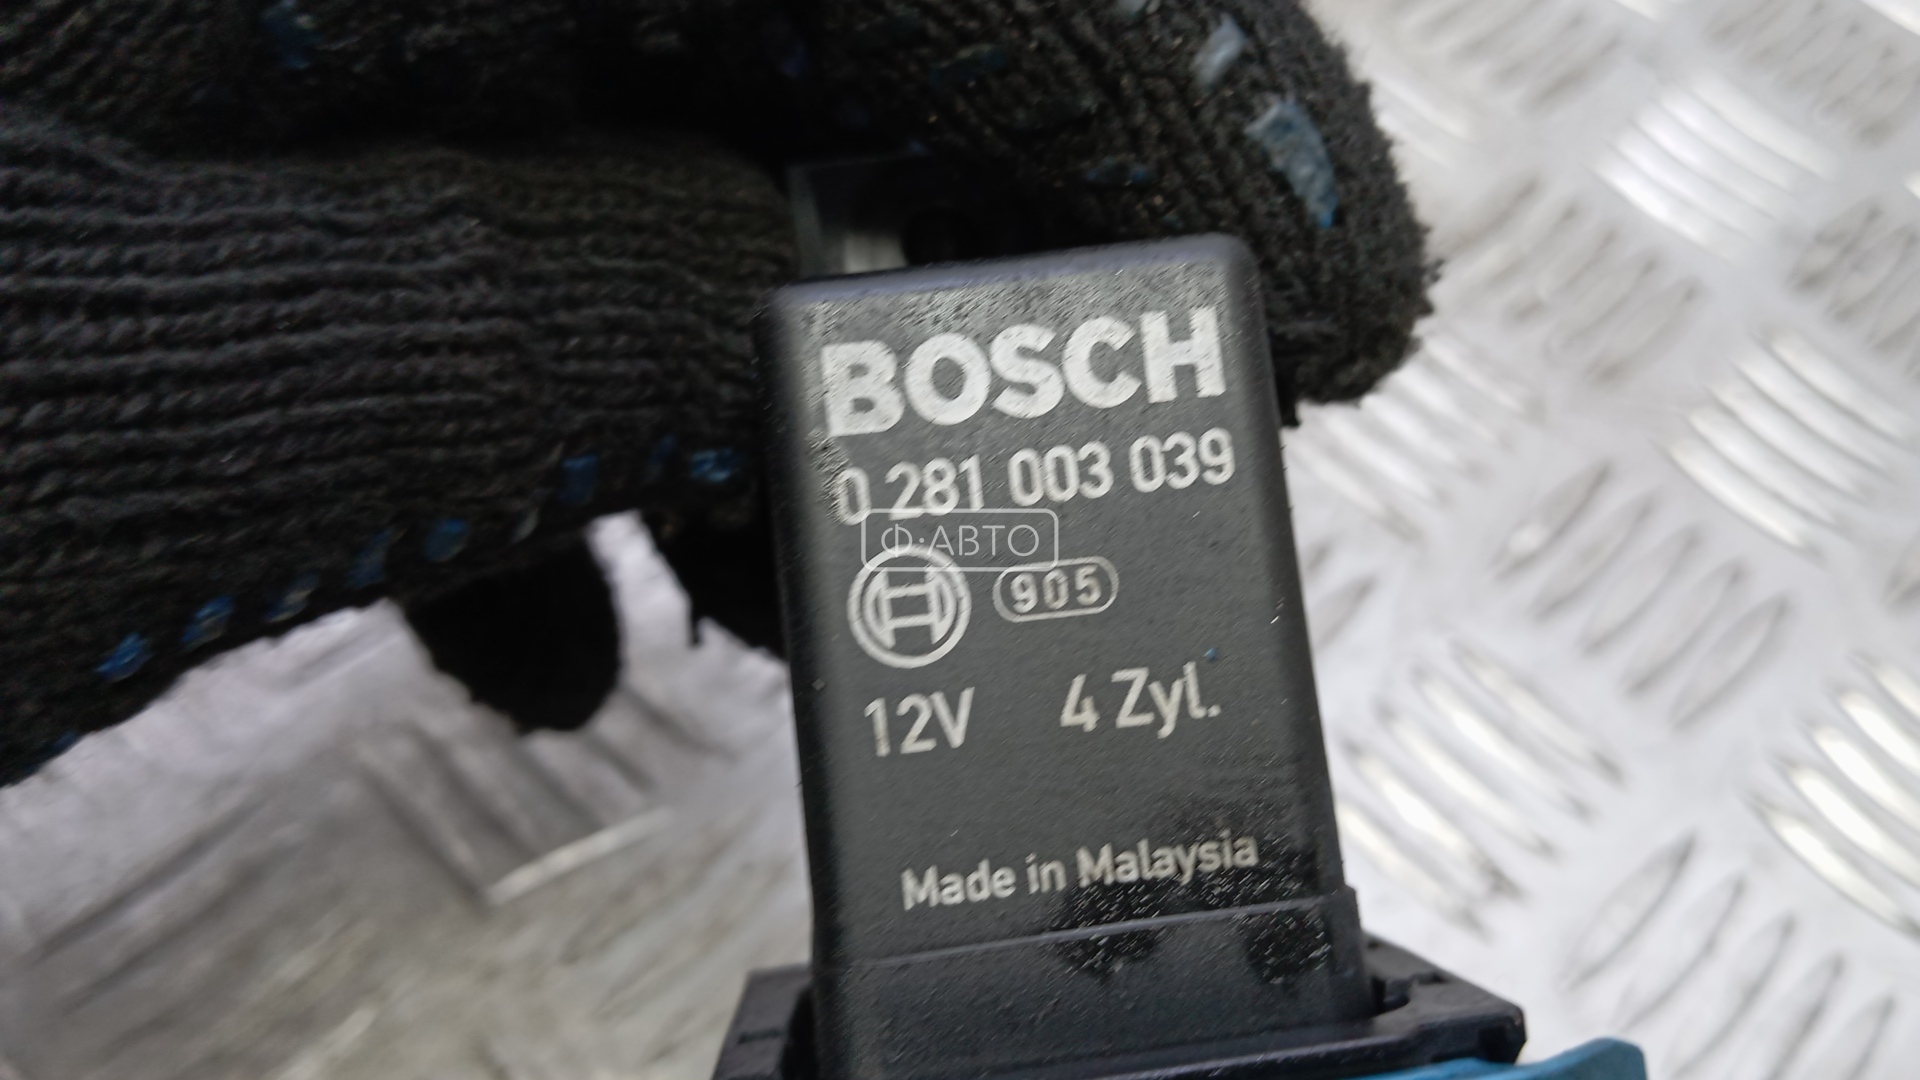 BOSCH
0 281 003 039
Ф·АВТО
905
12V 4 Zyl.
Made in Malaysia